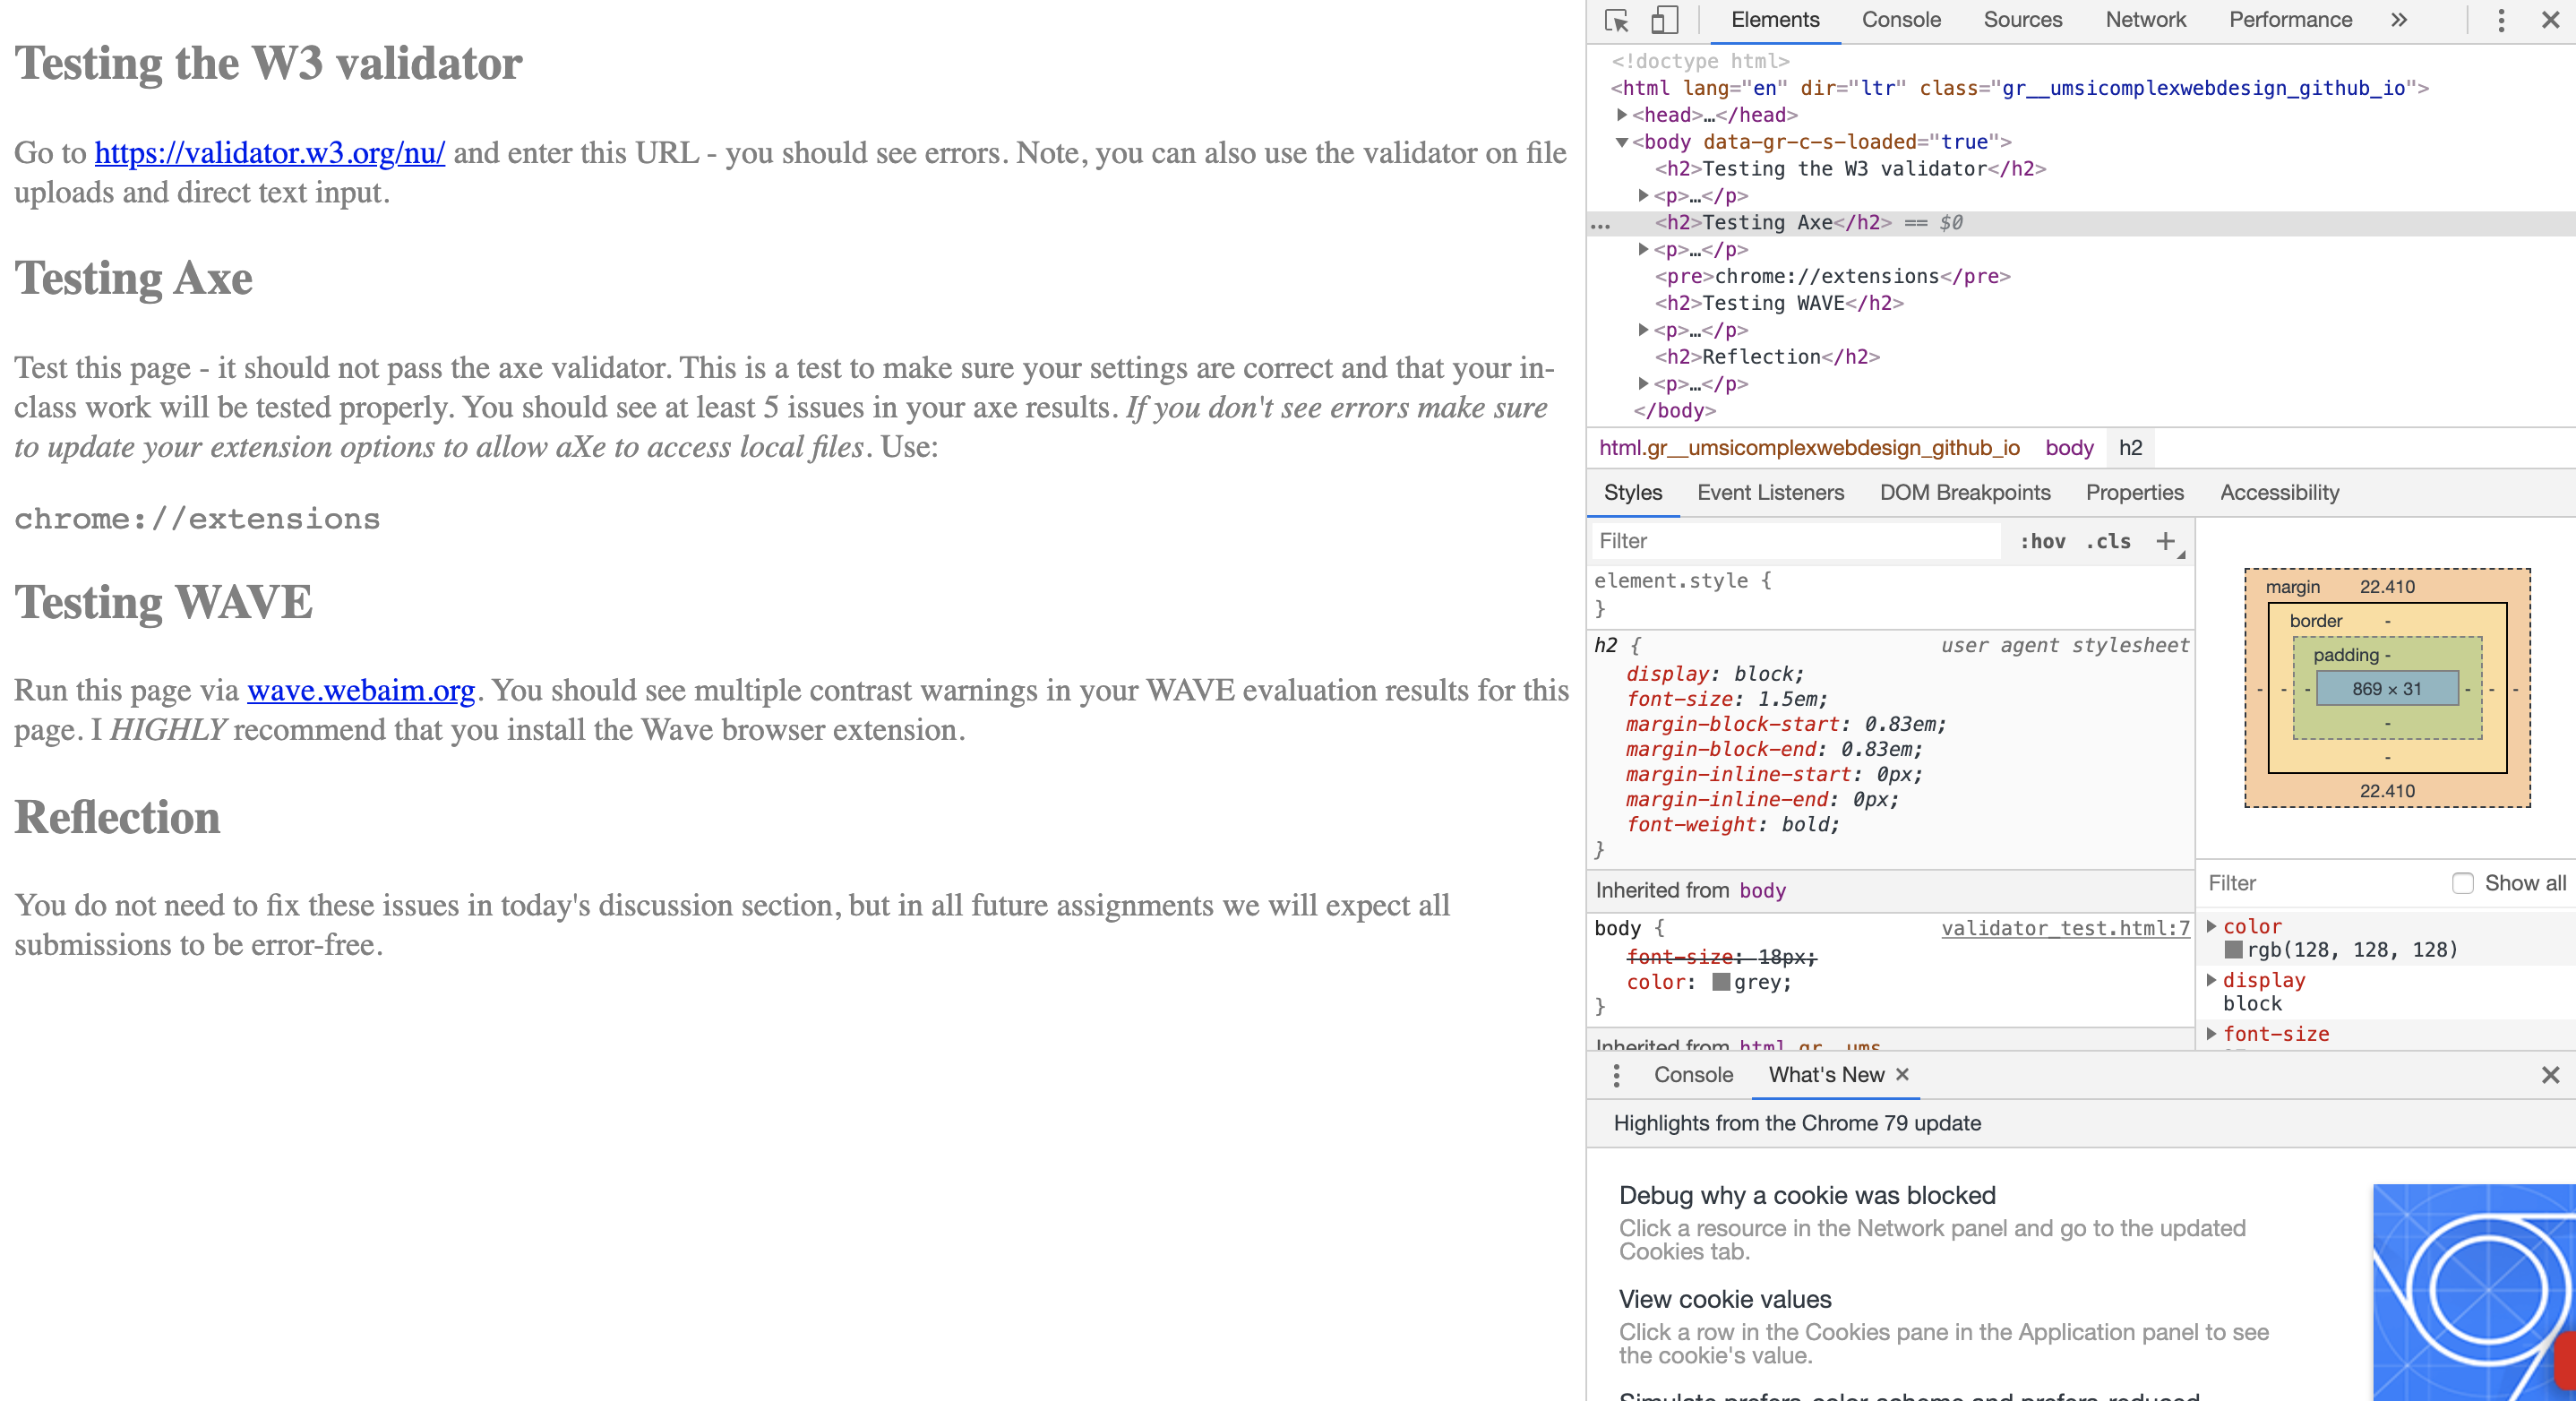 Testing the W3 validator
Go to https://validator.w3.org/nu/ and enter this URL - you should see errors. Note, you can also use the validator on file
uploads and direct text input.
Testing Axe
Test this page - it should not pass the axe validator. This is a test to make sure your settings are correct and that your in-
class work will be tested properly. You should see at least 5 issues in your axe results. If you don't see errors make sure
to update your extension options to allow aXe to access local files. Use:
chrome://extensions
Testing WAVE
Run this page via wave.webaim.org. You should see multiple contrast warnings in your WAVE evaluation results for this
page. I HIGHLY recommend that you install the Wave browser extension.
Reflection
You do not need to fix these issues in today's discussion section, but in all future assignments we will expect all
submissions to be error-free.
Elements Console Sources Network Performance »
<!doctype html>
<html lang="en" dir="ltr" class="gr__umsicomplexwebdesign_github_io">
<head>…</head>
<body data-gr-c-s-loaded="true">
<h2>Testing the W3 validator</h2>
<p>…</p>
… <h2>Testing Axe</h2> == $0
<p>…</p>
<pre>chrome://extensions</pre>
<h2>Testing WAVE</h2>
<p>…</p>
<h2>Reflection</h2>
<p>…</p>
</body>
html.gr__umsicomplexwebdesign_github_io body h2
Styles Event Listeners DOM Breakpoints Properties Accessibility
Filter :hov .cls +
element.style {
}
h2 { user agent stylesheet
display: block;
font-size: 1.5em;
margin-block-start: 0.83em;
margin-block-end: 0.83em;
margin-inline-start: 0px;
margin-inline-end: 0px;
font-weight: bold;
}
Inherited from body
body { validator_test.html:7
font-size: 18px;
color: grey;
}
Inherited from html.gr__ums
margin 22.410
border -
padding -
- - - 869 × 31 - - -
-
-
22.410
Filter Show all
color
rgb(128, 128, 128)
display
block
font-size
Console What's New ×
Highlights from the Chrome 79 update
Debug why a cookie was blocked
Click a resource in the Network panel and go to the updated
Cookies tab.
View cookie values
Click a row in the Cookies pane in the Application panel to see
the cookie's value.
Simulate prefers-color-scheme and prefers-reduced